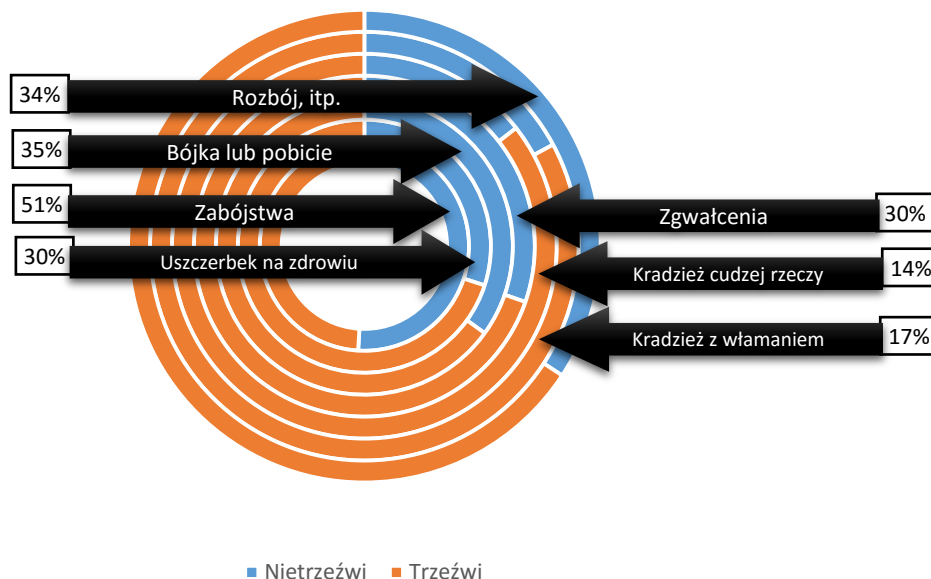 34% Rozbój, itp.
35% Bójka lub pobicie
51% Zabójstwa
Zgwałcenia 30%
30% Uszczerbek na zdrowiu
Kradzież cudzej rzeczy 14%
Kradzież z włamaniem 17%
Nietrzeźwi Trzeźwi